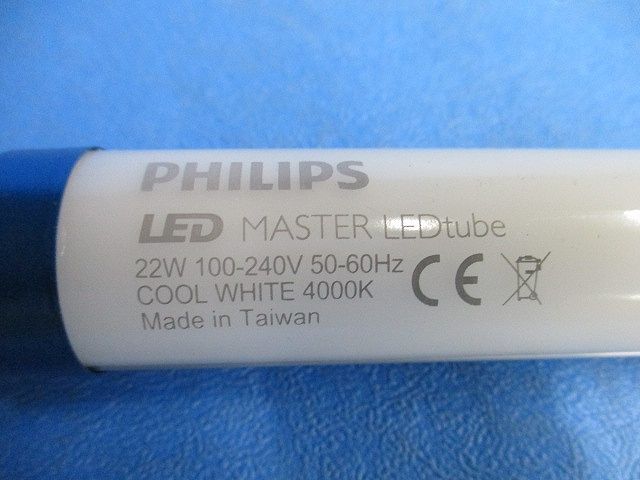 PHILIPS
LED MASTER LEDtube
22W 100-240V 50-60Hz
COOL WHITE 4000K
Made in Taiwan
CE